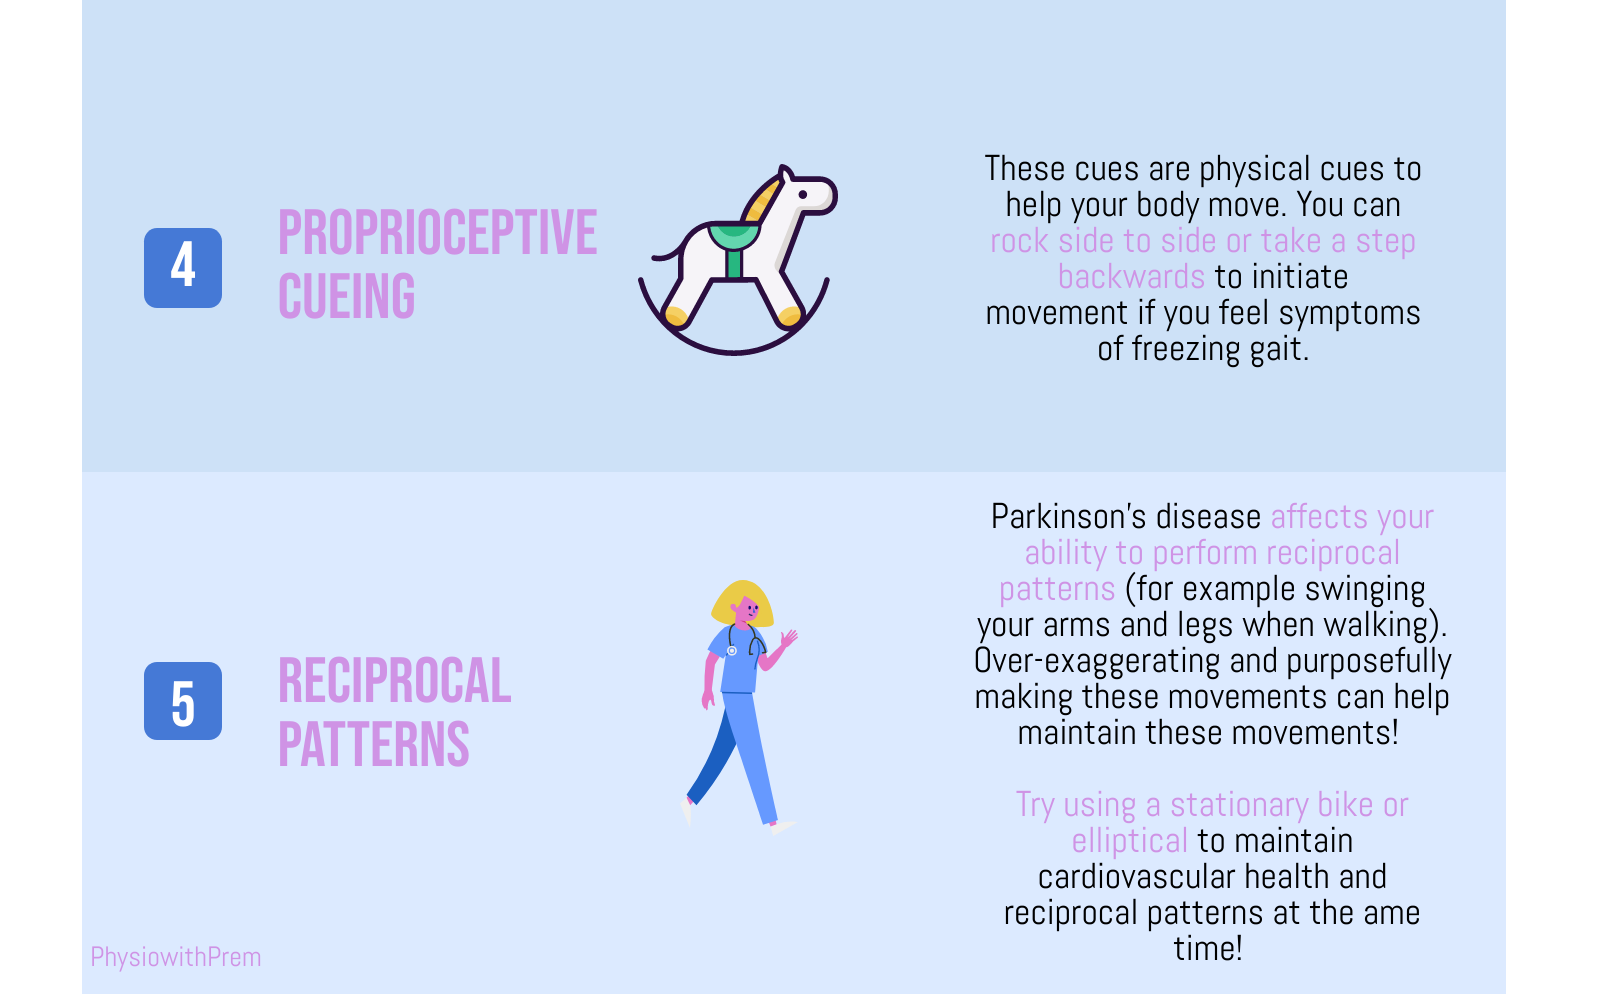 4
PROPRIOCEPTIVE
CUEING
These cues are physical cues to
help your body move. You can
rock side to side or take a step
backwards to initiate
movement if you feel symptoms
of freezing gait.
5
RECIPROCAL
PATTERNS
Parkinson's disease affects your
ability to perform reciprocal
patterns (for example swinging
your arms and legs when walking).
Over-exaggerating and purposefully
making these movements can help
maintain these movements!
Try using a stationary bike or
elliptical to maintain
cardiovascular health and
reciprocal patterns at the ame
time!
PhysiowithPrem